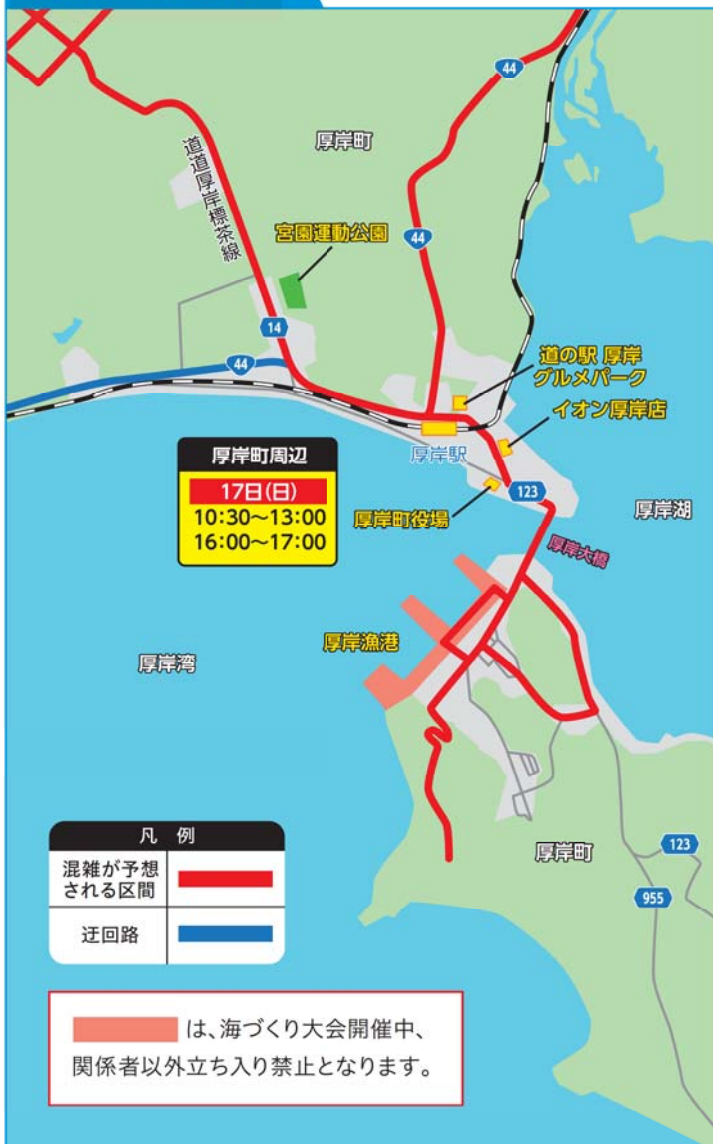 44
厚岸町
道道厚岸標茶線
宮園運動公園
44
14
44
道の駅 厚岸
グルメパーク
イオン厚岸店
厚岸町周辺
17日(日)
10:30～13:00
16:00～17:00
厚岸駅
123
厚岸町役場
厚岸湖
厚岸大橋
厚岸漁港
厚岸湾
凡 例
混雑が予想
される区間
迂回路
厚岸町
123
955
は、海づくり大会開催中、
関係者以外立ち入り禁止となります。